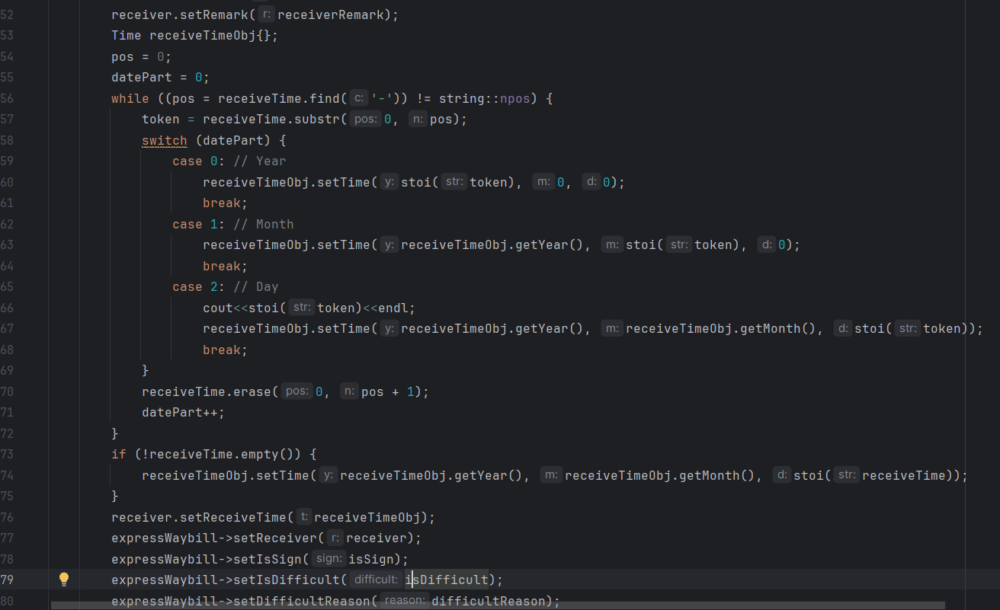 52 receiver.setRemark( r: receiverRemark);
53 Time receiveTimeObj{};
54 pos = 0;
55 datePart = 0;
56 while ((pos = receiveTime.find( c: '-')) != string::npos) {
57 token = receiveTime.substr( pos: 0, n: pos);
58 switch (datePart) {
59 case 0: // Year
60 receiveTimeObj.setTime( y: stoi( str: token), m: 0, d: 0);
61 break;
62 case 1: // Month
63 receiveTimeObj.setTime( y: receiveTimeObj.getYear(), m: stoi( str: token), d: 0);
64 break;
65 case 2: // Day
66 cout<<stoi( str: token)<<endl;
67 receiveTimeObj.setTime( y: receiveTimeObj.getYear(), m: receiveTimeObj.getMonth(), d: stoi( str: token));
68 break;
69 }
70 receiveTime.erase( pos: 0, n: pos + 1);
71 datePart++;
72 }
73 if (!receiveTime.empty()) {
74 receiveTimeObj.setTime( y: receiveTimeObj.getYear(), m: receiveTimeObj.getMonth(), d: stoi( str: receiveTime));
75 }
76 receiver.setReceiveTime( t: receiveTimeObj);
77 expressWaybill->setReceiver( r: receiver);
78 expressWaybill->setIsSign( sign: isSign);
79 expressWaybill->setIsDifficult( difficult: isDifficult);
80 expressWaybill->setDifficultReason( reason: difficultReason);